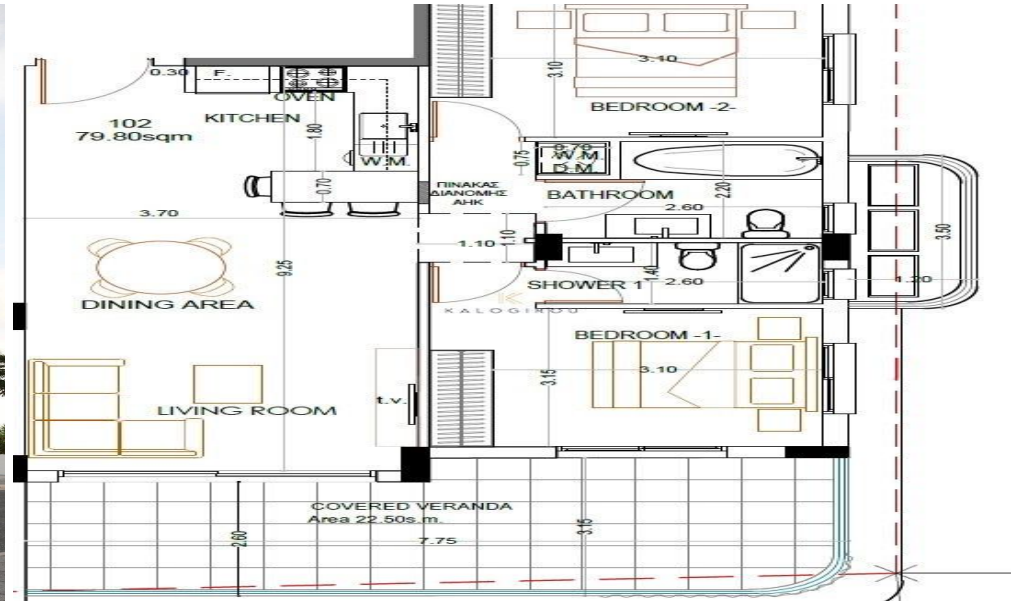 0.30
F.
OVEN
102
79.80sqm
KITCHEN
1.80
W.M.
0.70
3.70
9.25
DINING AREA
LIVING ROOM
t.v.
ΠΙΝΑΚΑΣ
ΔΙΑΝΟΜΗΣ
ΑΗΚ
1.10
1.10
3.10
3.10
BEDROOM -2-
0.75
0.70
W.M.
D.M.
BATHROOM
2.20
2.60
SHOWER 1
1.40
2.60
KALOGIROU
BEDROOM -1-
3.10
3.15
3.50
1.20
COVERED VERANDA
Area 22.50s.m.
7.75
2.60
3.15